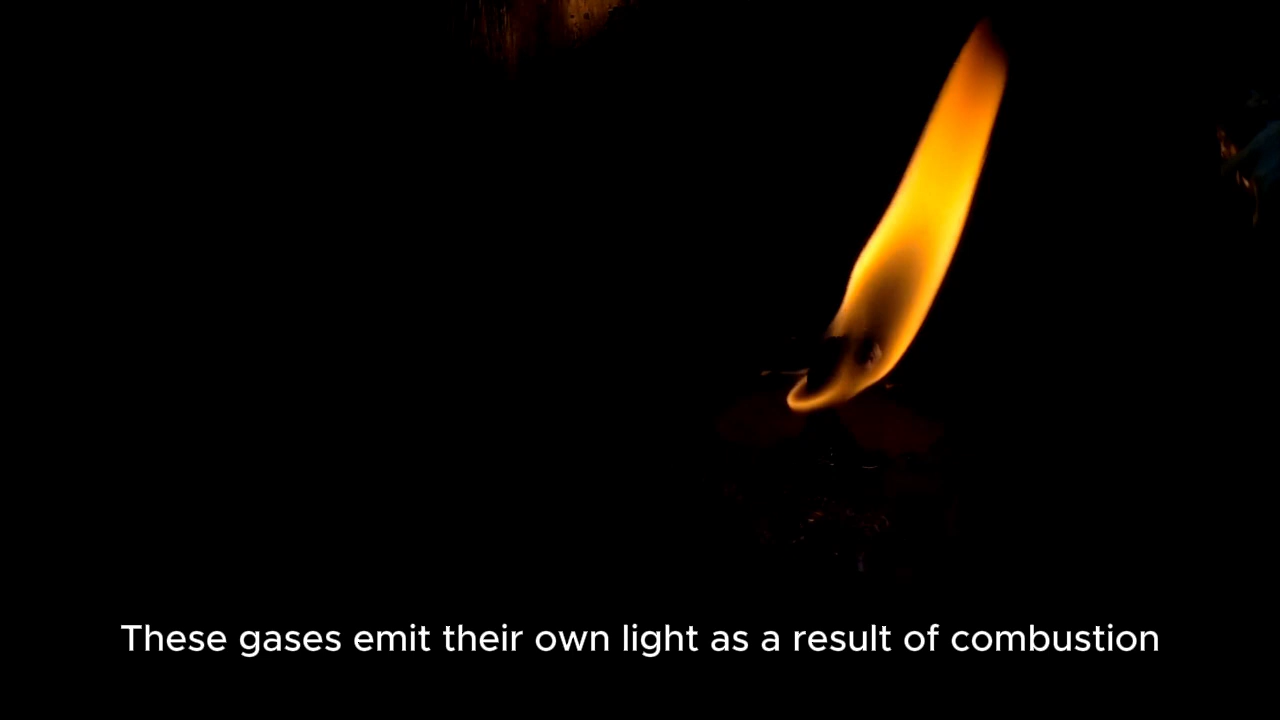 These gases emit their own light as a result of combustion